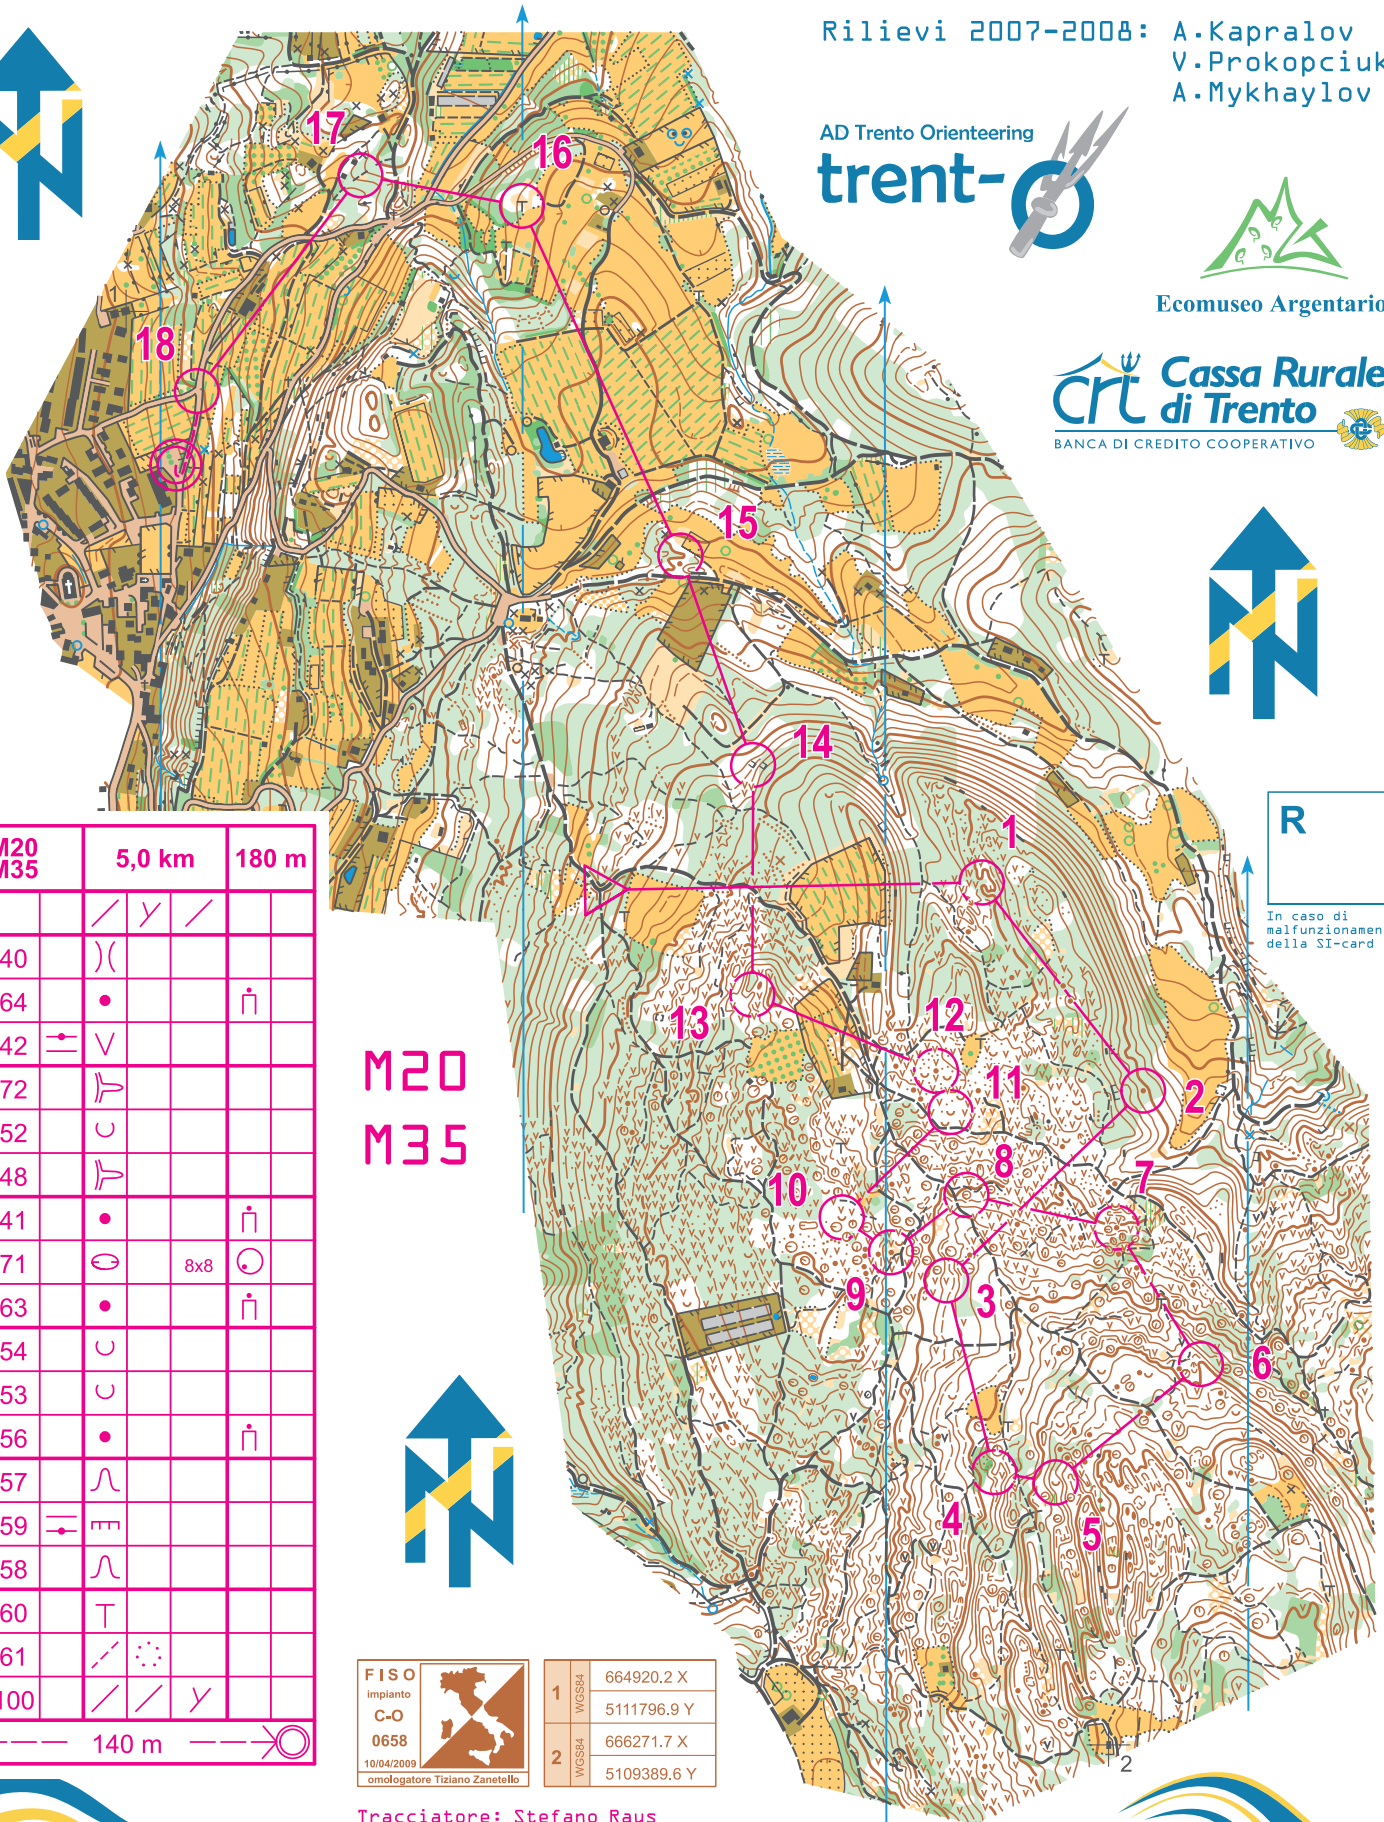 Rilievi 2007-2008: A.Kapralov
V.Prokopciuk
A.Mykhaylov
AD Trento Orienteering
trent-O
Ecomuseo Argentario
crt Cassa Rurale
di Trento
BANCA DI CREDITO COOPERATIVO
17
16
18
15
14
1
13
12
11
2
10
8
7
9
3
6
4
5
R
In caso di
malfunzionamen
della SI-card
M20
M35
5,0 km
180 m
40
64
42
72
52
48
41
71 8x8
63
54
53
56
57
59
58
60
61
100
140 m
M20
M35
FISO
impianto
C-O
0658
10/04/2009
omologatore Tiziano Zanetello
1 WGS84 664920.2 X
5111796.9 Y
2 WGS84 666271.7 X
5109389.6 Y
2
Tracciatore: Stefano Raus